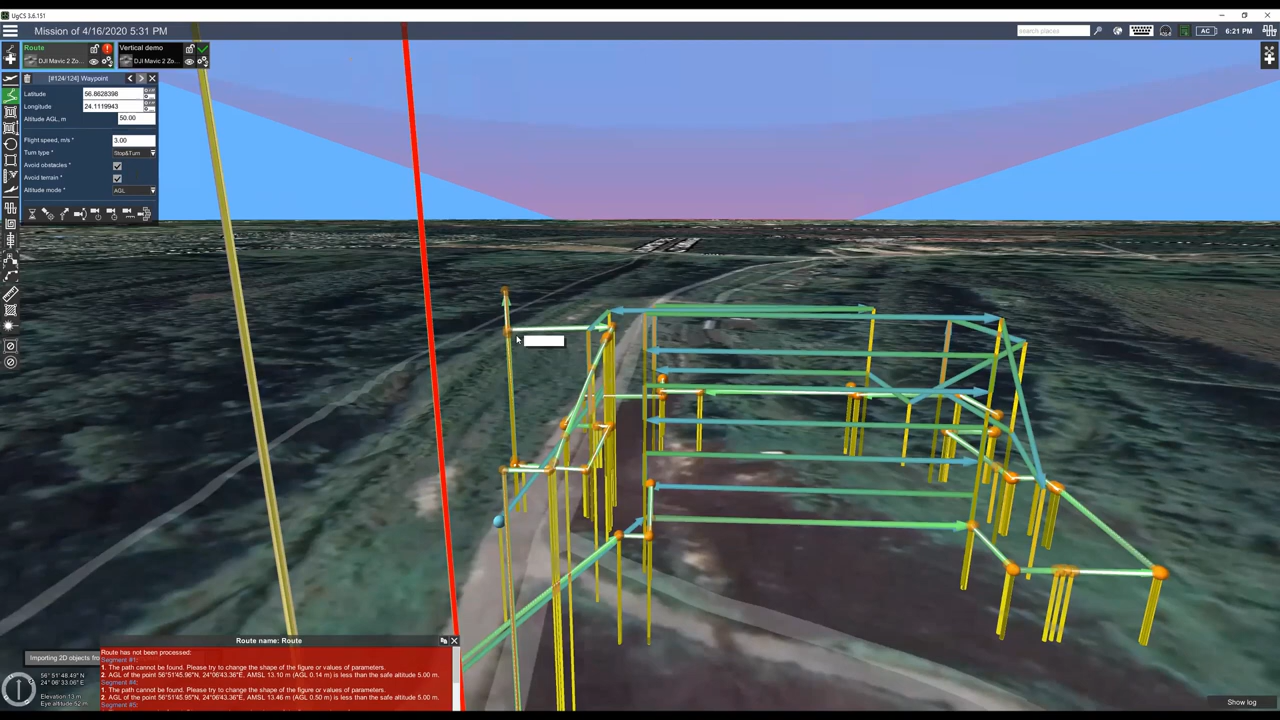 UgCS 3.6.151
Mission of 4/16/2020 5:31 PM
search places
AC
6:21 PM
Route
DJI Mavic 2 Zo...
Vertical demo
DJI Mavic 2 Zo...
[#124/124] Waypoint
Latitude 56.8628398
Longitude 24.1119943
Altitude AGL, m 50.00
Flight speed, m/s * 3.00
Turn type * Stop&Turn
Avoid obstacles *
Avoid terrain *
Altitude mode * AGL
Route name: Route
Route has not been processed:
Segment #1:
1. The path cannot be found. Please try to change the shape of the figure or values of parameters.
2. AGL of the point 56°51'45.96"N, 24°06'43.36"E, AMSL 13.10 m (AGL 0.14 m) is less than the safe altitude 5.00 m.
Segment #4:
1. The path cannot be found. Please try to change the shape of the figure or values of parameters.
2. AGL of the point 56°51'45.95"N, 24°06'43.36"E, AMSL 13.46 m (AGL 0.50 m) is less than the safe altitude 5.00 m.
Segment #5:
Importing 2D objects fro
56° 51' 48.49" N
24° 06' 33.06" E
Elevation:13 m
Eye altitude:52 m
Show log